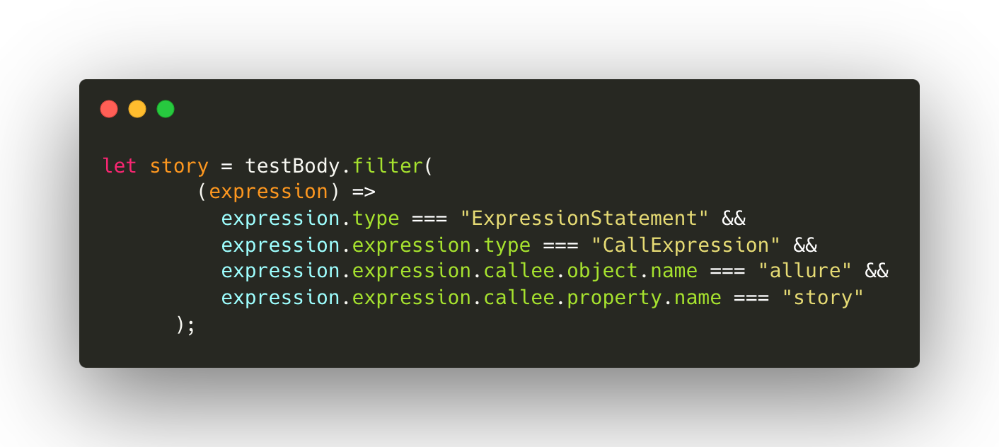 let story = testBody.filter(
(expression) =>
expression.type === "ExpressionStatement" &&
expression.expression.type === "CallExpression" &&
expression.expression.callee.object.name === "allure" &&
expression.expression.callee.property.name === "story"
);